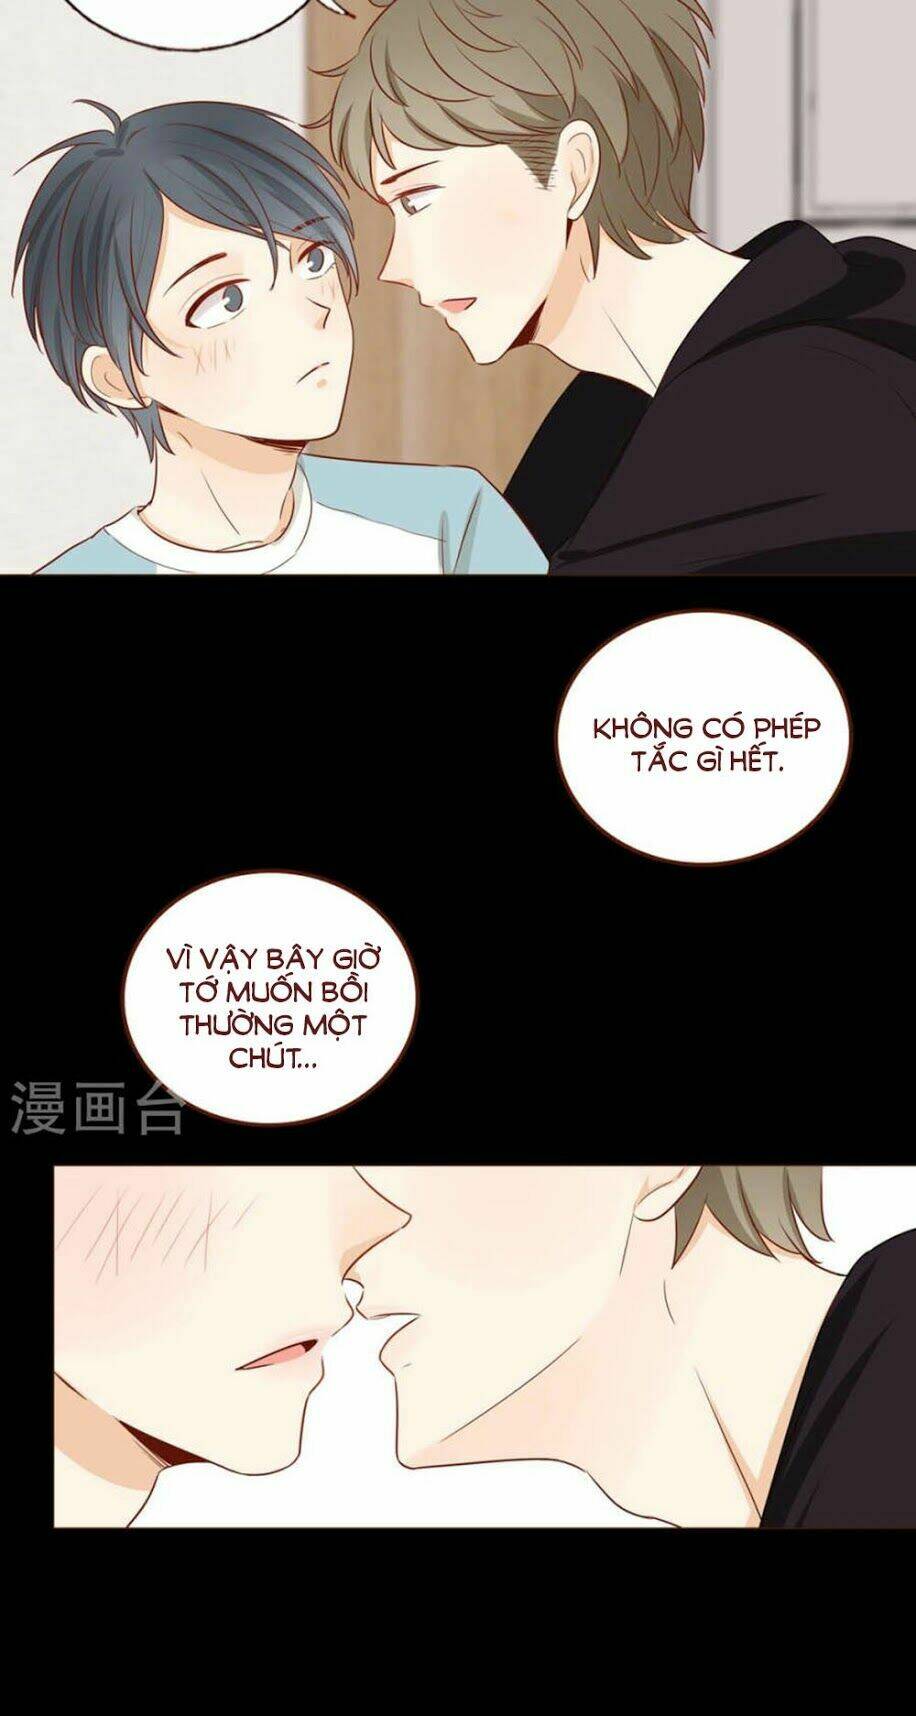 KHÔNG CÓ PHÉP
TẮC GÌ HẾT.
VÌ VẬY BÂY GIỜ
TỚ MUỐN BỒI
THƯỜNG MỘT
CHÚT...
漫画台